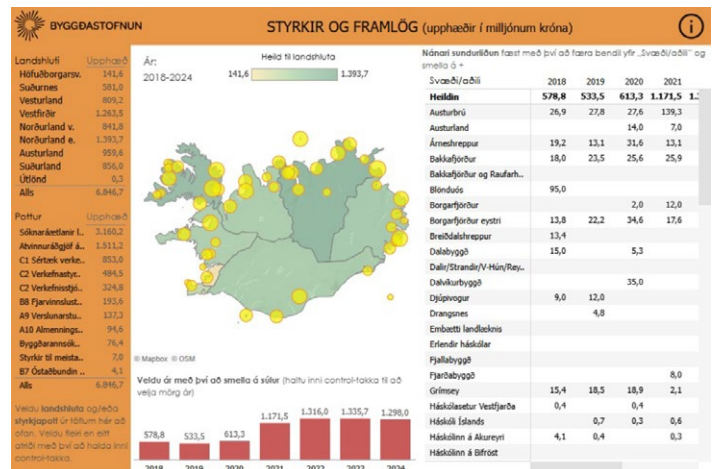 BYGGÐASTOFNUN
STYRKIR OG FRAMLÖG (upphæðir í milljónum króna)
Landshluti Upphæð
Höfuðborgarsv. 141,6
Suðurnes 581,0
Vesturland 809,2
Vestfirðir 1.263,5
Norðurland v. 841,8
Norðurland e. 1.393,7
Austurland 959,6
Suðurland 856,0
Útlönd 0,3
Alls 6.846,7
Pottur Upphæð
Sóknaráætlanir l.. 3.160,2
Atvinnuráðgjöf á.. 1.511,2
C1 Sértæk verke.. 853,0
C2 Verkefnastyr.. 484,5
C2 Verkefnisstjó.. 324,8
B8 Fjarvinnslust.. 193,6
A9 Verslunarstu.. 137,3
A10 Almennings.. 94,6
Byggðarannsók.. 76,4
Styrkir til meista.. 7,0
B7 Óstaðbundin .. 4,1
Alls 6.846,7
Veldu landshluta og/eða
styrkjapott úr töflum hér að
ofan. Veldu fleiri en eitt
atriði með því að halda inni
control-takka.
Ár:
2018-2024
Heild til landshluta
141,6 1.393,7
© Mapbox © OSM
Veldu ár með því að smella á súlur (haltu inni control-takka til að
velja mörg ár)
578,8 533,5 613,3 1.171,5 1.316,0 1.335,7 1.298,0
2018 2019 2020 2021 2022 2023 2024
Nánari sundurliðun fæst með því að færa bendil yfir „Svæði/aðili" og
smella á +
Svæði/aðili 2018 2019 2020 2021
Heildin 578,8 533,5 613,3 1.171,5 1.:
Austurbrú 26,9 27,8 27,6 139,3
Austurland 14,0 7,0
Árneshreppur 19,2 13,1 31,6 13,1
Bakkafjörður 18,0 23,5 25,6 25,9
Bakkafjörður og Raufarh..
Blönduós 95,0
Borgarfjörður 2,0 12,0
Borgarfjörður eystri 13,8 22,2 34,6 17,6
Breiðdalshreppur 13,4
Dalabyggð 15,0 5,3
Dalir/Strandir/V-Hún/Rey..
Dalvíkurbyggð 35,0
Djúpivogur 9,0 12,0
Drangsnes 4,8
Embætti landlæknis
Erlendir háskólar
Fjallabyggð
Fjarðabyggð 8,0
Grímsey 15,4 18,5 18,9 2,1
Háskólasetur Vestfjarða 0,4 0,4
Háskóli Íslands 0,7 0,3 0,6
Háskólinn á Akureyri 4,1 0,4 0,3
Háskólinn á Bifröst